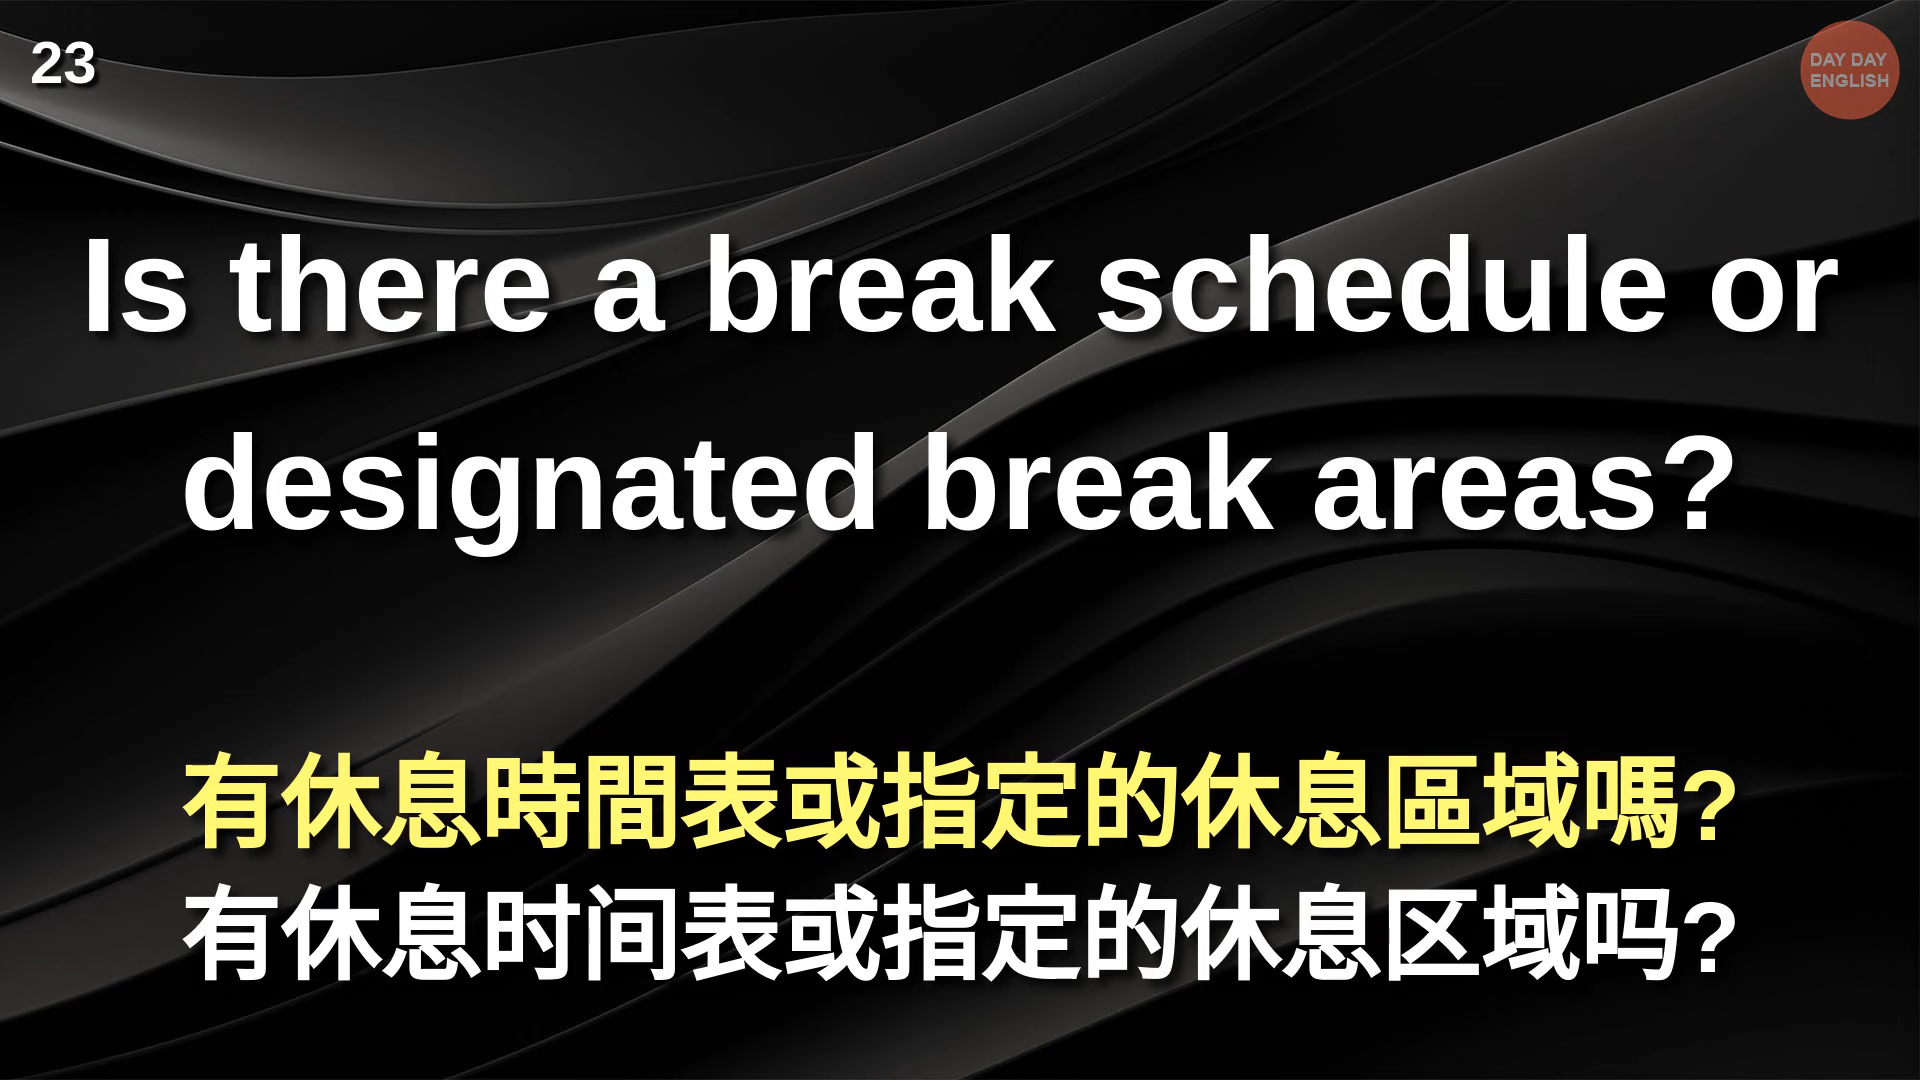 23
DAY DAY
ENGLISH
Is there a break schedule or
designated break areas?
有休息時間表或指定的休息區域嗎?
有休息时间表或指定的休息区域吗?